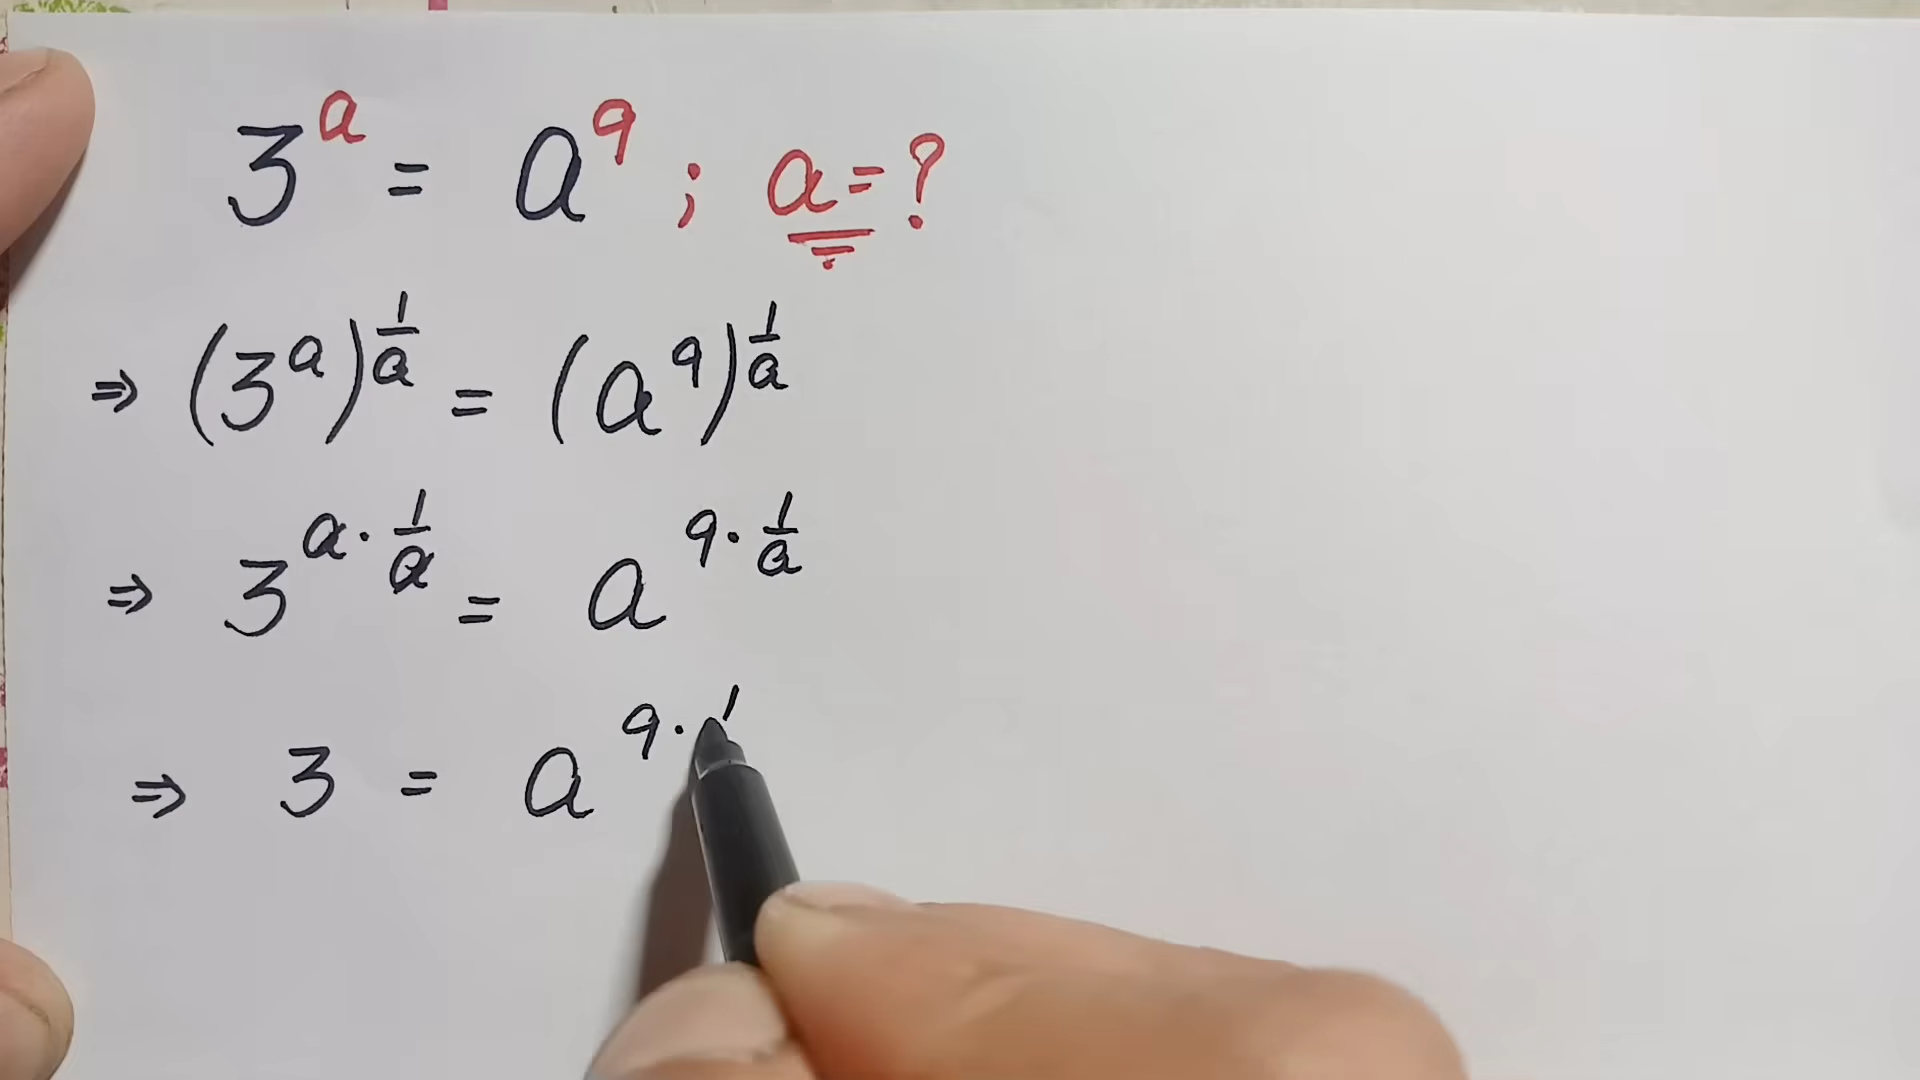 3^a = a^9 ; a = ?
⇒ (3^a)^(1/a) = (a^9)^(1/a)
⇒ 3^(a · 1/a) = a^(9 · 1/a)
⇒ 3 = a^(9 · 1